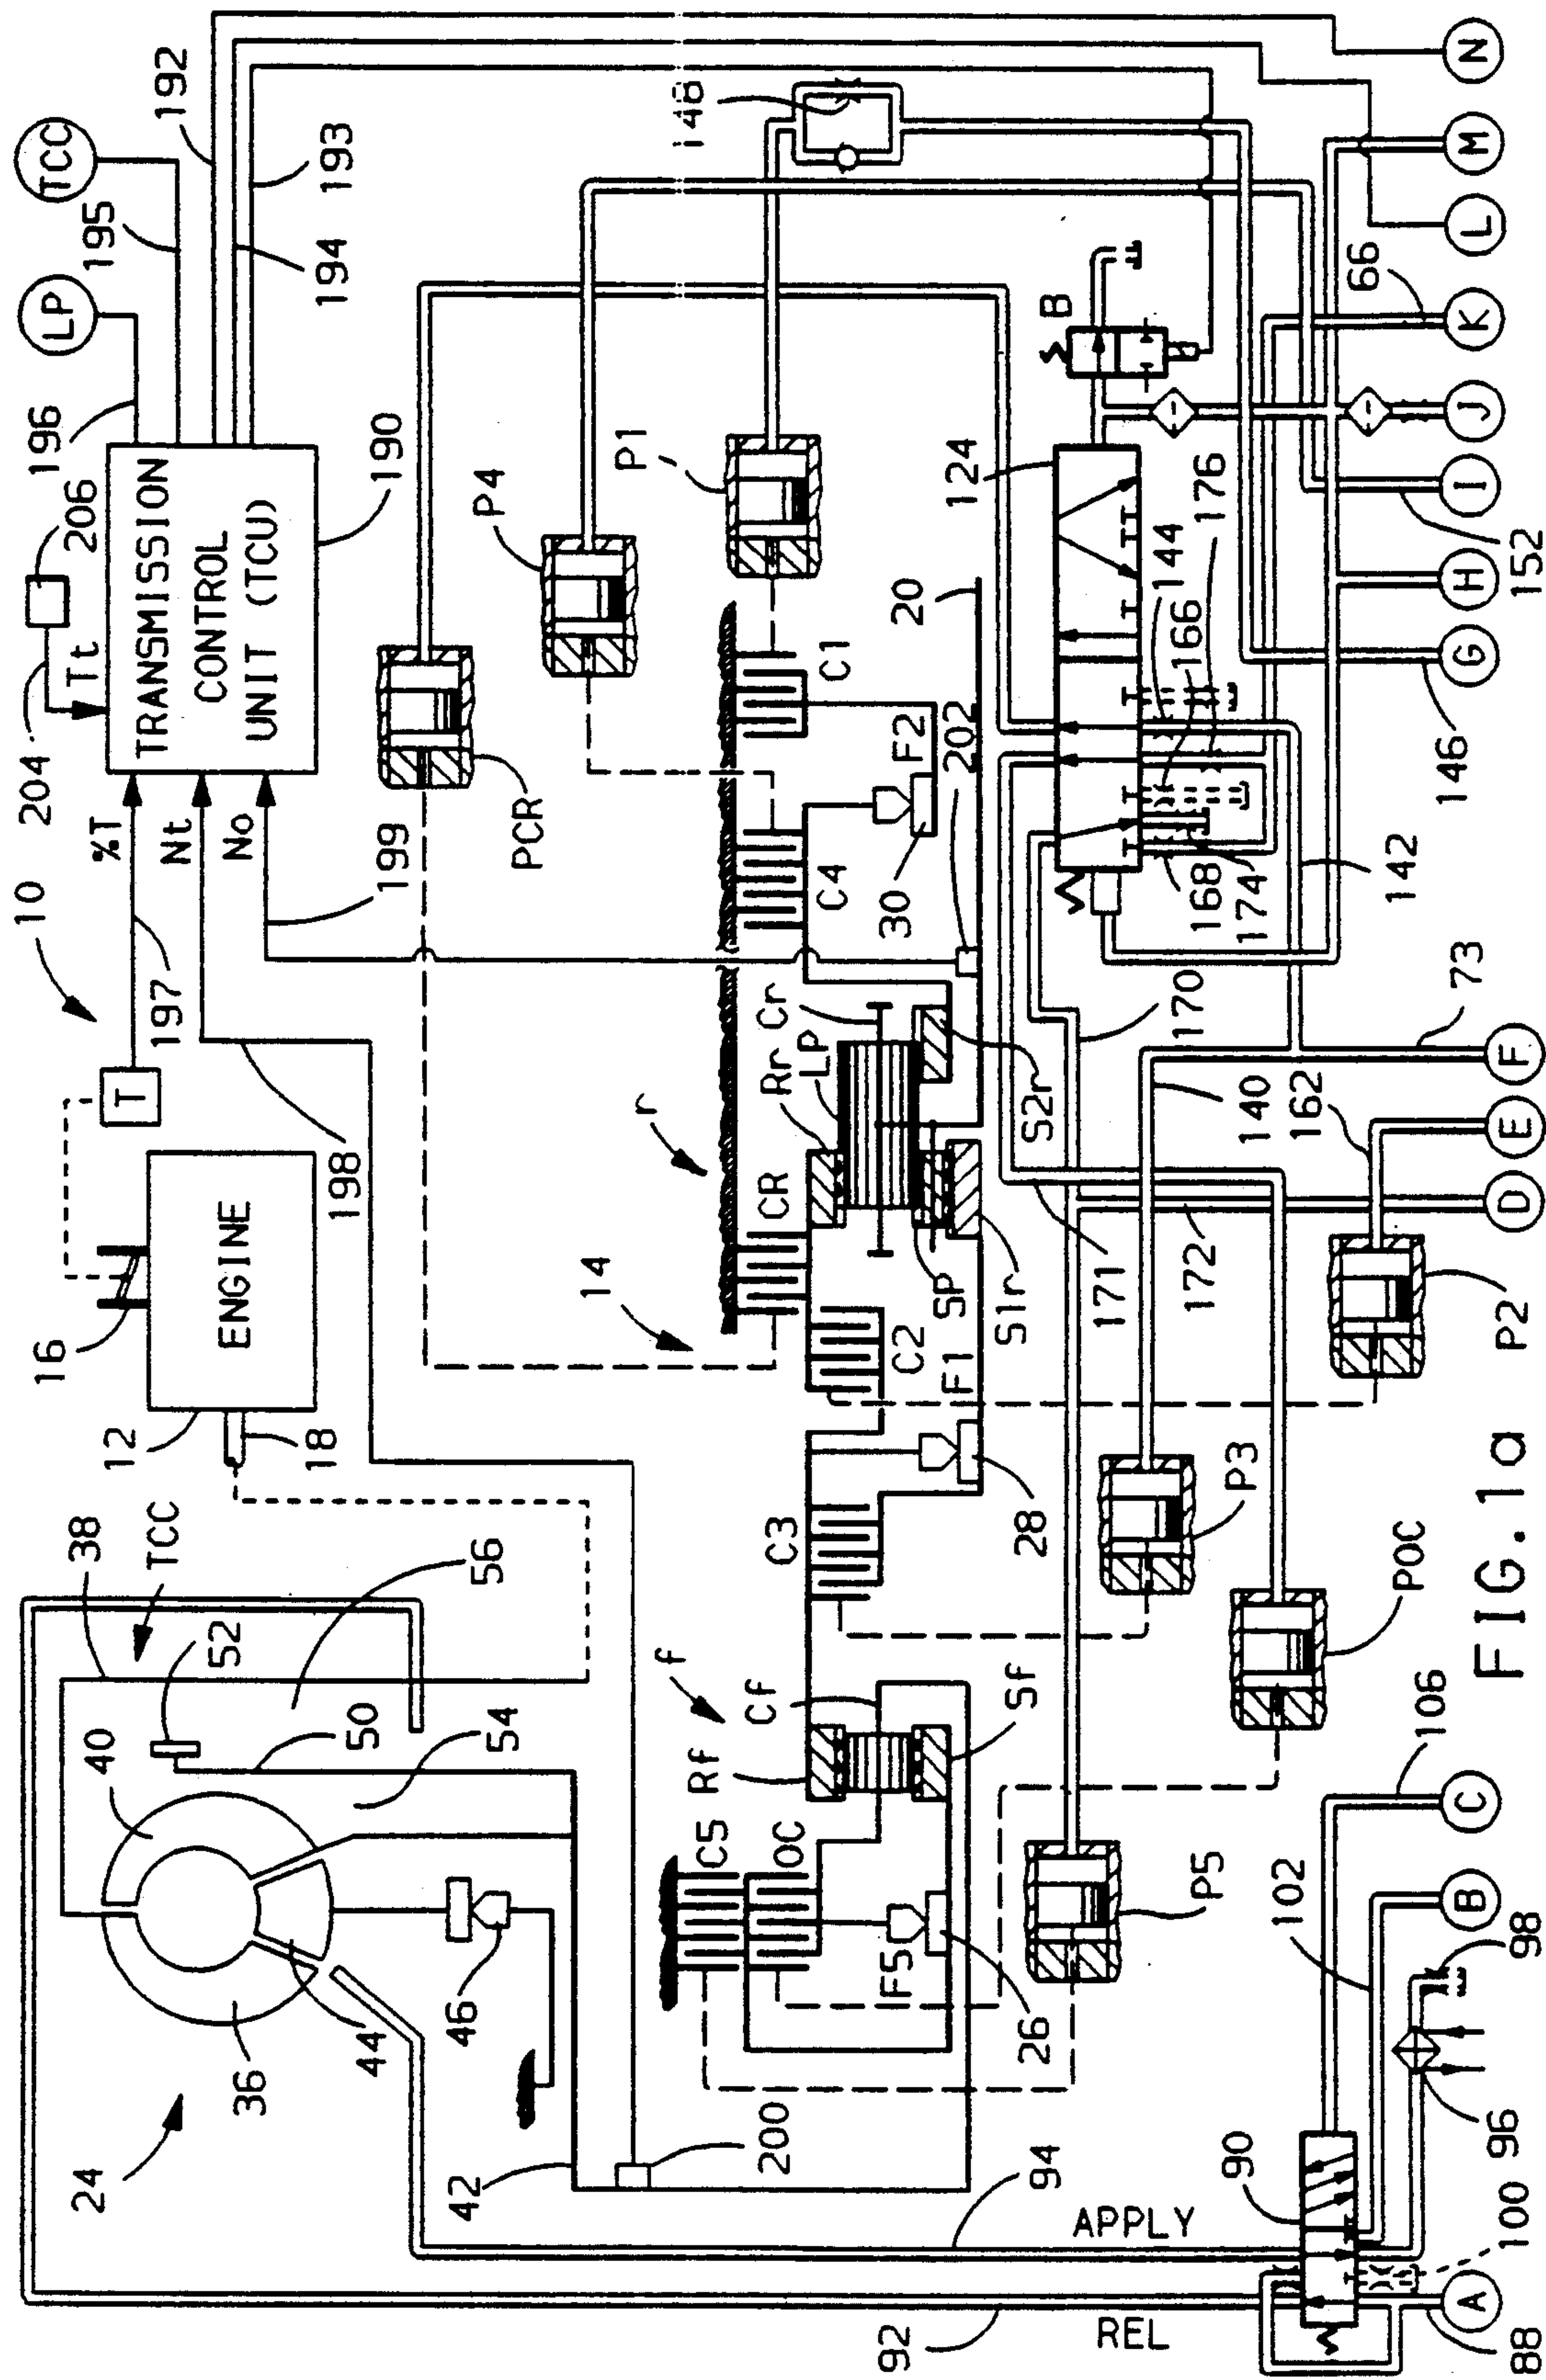 24
36
40
44
46
38
TCC
52
50
56
54
42
200
92
REL
94
APPLY
90
88
100
96
98
102
106
A
B
C
D
E
F
G
H
I
J
K
L
M
N
16
12
ENGINE
18
T
10
%T
197
Nt
198
No
199
204
Tt
206
TRANSMISSION
CONTROL
UNIT (TCU)
190
196
LP
195
TCC
192
194
193
PCR
P4
P1
148
14
r
f
C5
OC
F5
26
Rf
Cf
Sf
C3
F1
28
C2
CR
Rr
LP
Cr
SP
S1r
S2r
C4
C1
F2
30
202
20
P5
POC
P3
P2
171
172
170
140
162
73
142
168
174
166
144
176
124
B
146
152
66
FIG. 1a